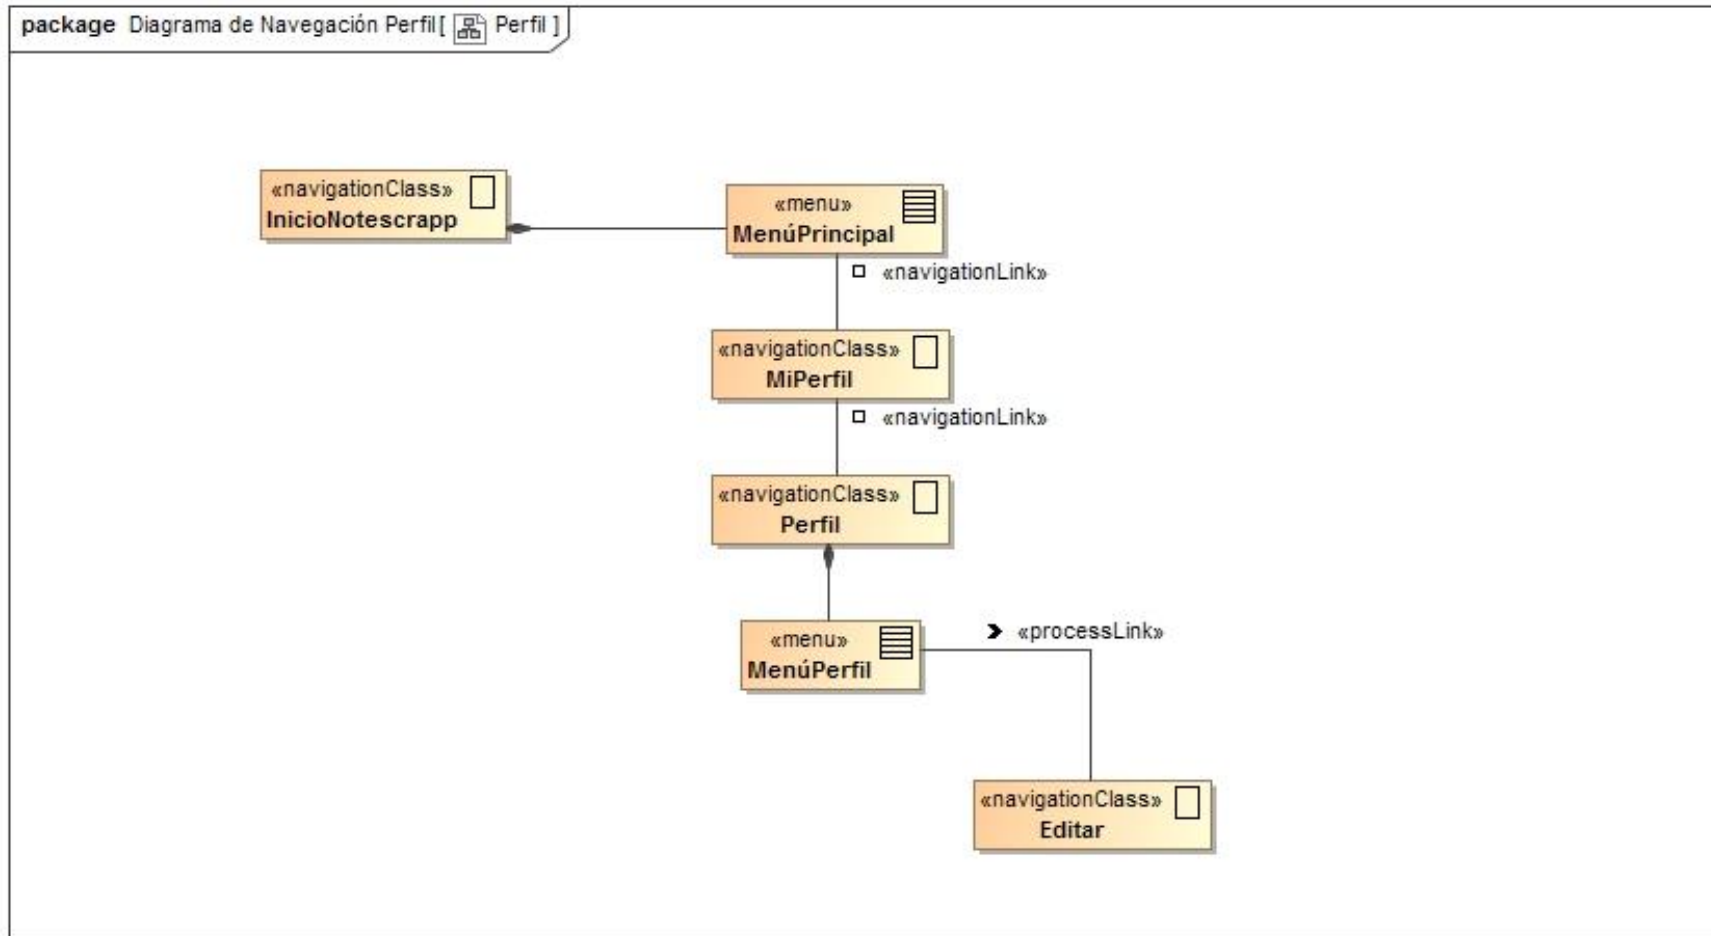 package Diagrama de Navegación Perfil[ Perfil ]
«navigationClass»
InicioNotescrapp
«menu»
MenúPrincipal
«navigationLink»
«navigationClass»
MiPerfil
«navigationLink»
«navigationClass»
Perfil
«menu»
MenúPerfil
«processLink»
«navigationClass»
Editar